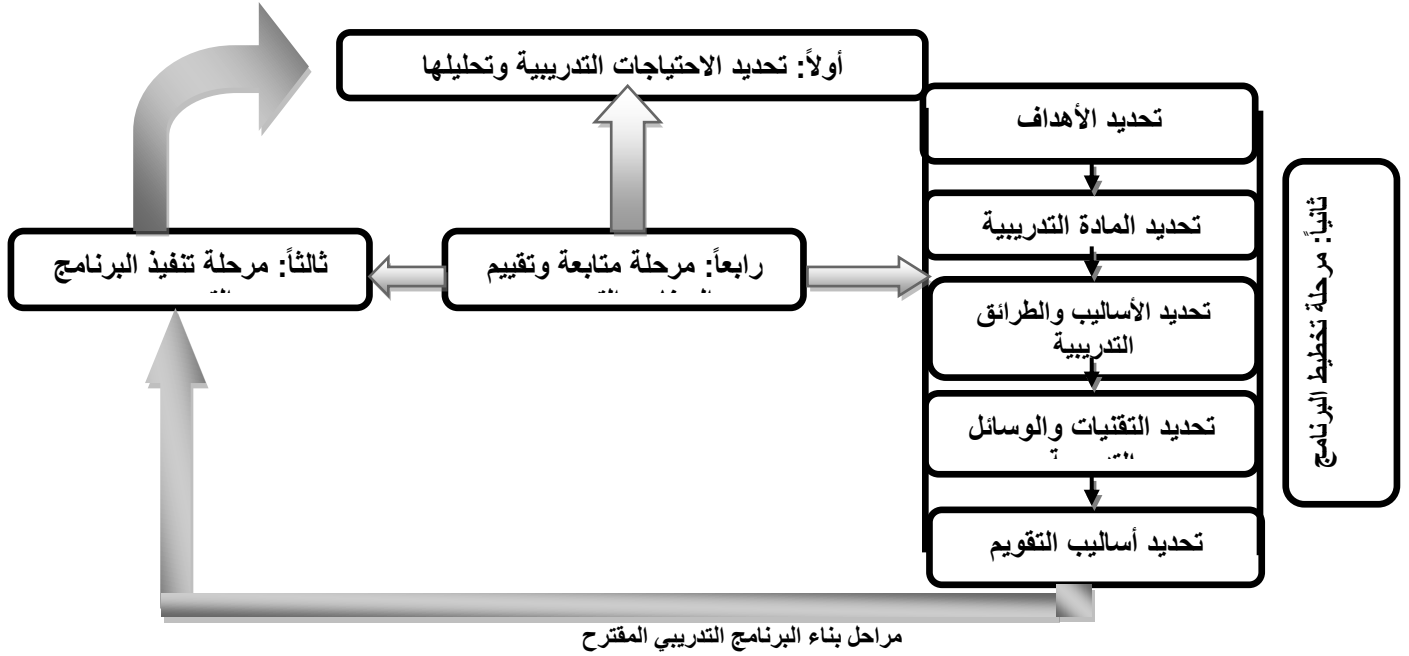 أولاً: تحديد الاحتياجات التدريبية وتحليلها
تحديد الأهداف
تحديد المادة التدريبية
تحديد الأساليب والطرائق
التدريبية
تحديد التقنيات والوسائل
تحديد أساليب التقويم
ثانياً: مرحلة تخطيط البرنامج
رابعاً: مرحلة متابعة وتقييم
ثالثاً: مرحلة تنفيذ البرنامج
مراحل بناء البرنامج التدريبي المقترح